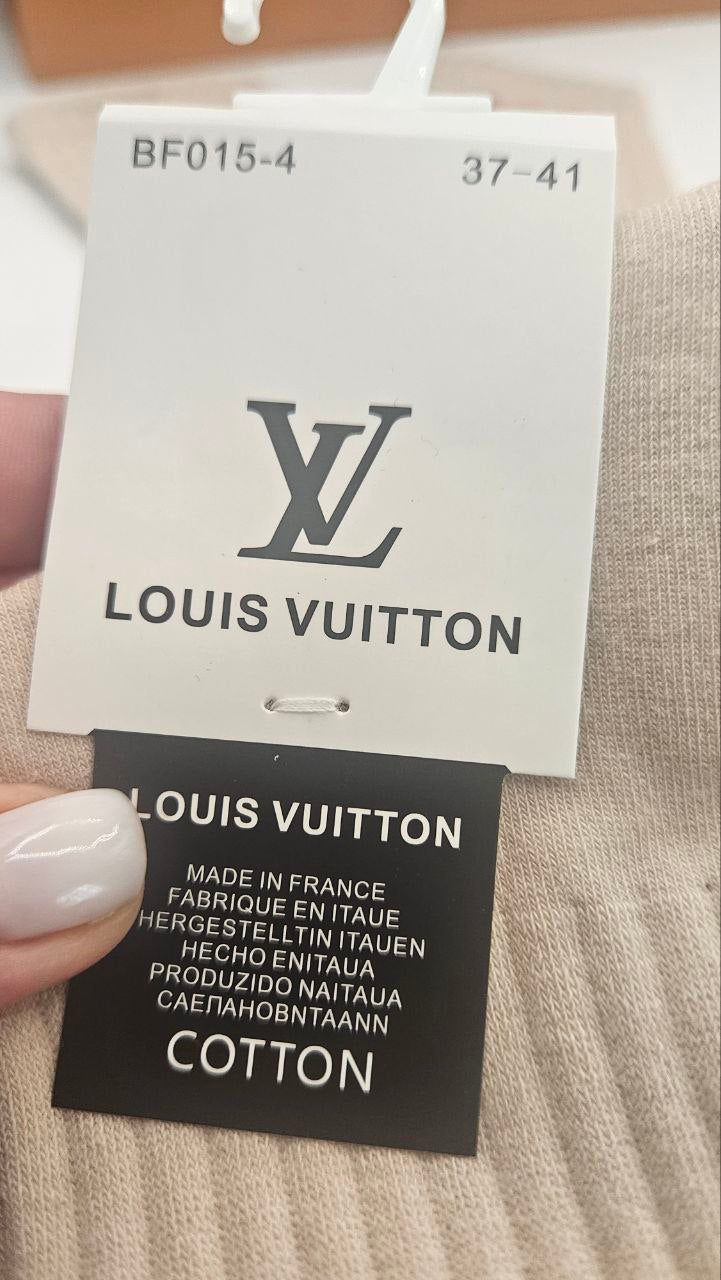 BF015-4 37-41
LV
LOUIS VUITTON
LOUIS VUITTON
MADE IN FRANCE
FABRIQUE EN ITAUE
HERGESTELLTIN ITAUEN
HECHO ENITAUA
PRODUZIDO NAITAUA
CAEПAHOBNTAANN
COTTON